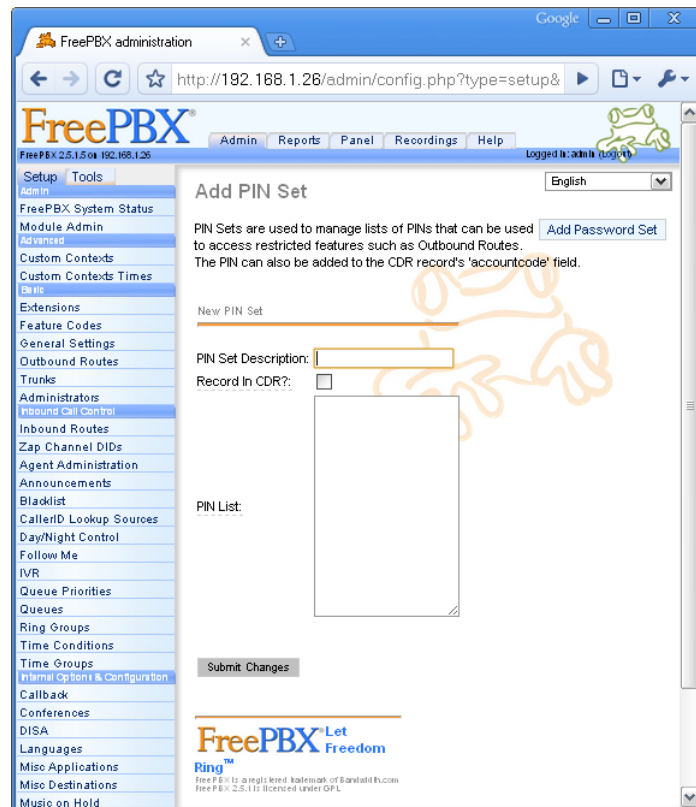 Google
FreePBX administration
http://192.168.1.26/admin/config.php?type=setup&
FreePBX®
Admin Reports Panel Recordings Help
FreePBX 2.5.1.5 on 192.168.1.26
Logged in: admin (Logout)
Setup Tools
Admin
FreePBX System Status
Module Admin
Advanced
Custom Contexts
Custom Contexts Times
Basic
Extensions
Feature Codes
General Settings
Outbound Routes
Trunks
Administrators
Inbound Call Control
Inbound Routes
Zap Channel DIDs
Agent Administration
Announcements
Blacklist
CallerID Lookup Sources
Day/Night Control
Follow Me
IVR
Queue Priorities
Queues
Ring Groups
Time Conditions
Time Groups
Internal Options & Configuration
Callback
Conferences
DISA
Languages
Misc Applications
Misc Destinations
Music on Hold
English
Add PIN Set
Add Password Set
PIN Sets are used to manage lists of PINs that can be used
to access restricted features such as Outbound Routes.
The PIN can also be added to the CDR record's 'accountcode' field.
New PIN Set
PIN Set Description:
Record In CDR?:
PIN List:
Submit Changes
FreePBX® Let
Freedom
Ring™
FreePBX is a registered trademark of Bandwidth.com
FreePBX 2.5.1 is licensed under GPL